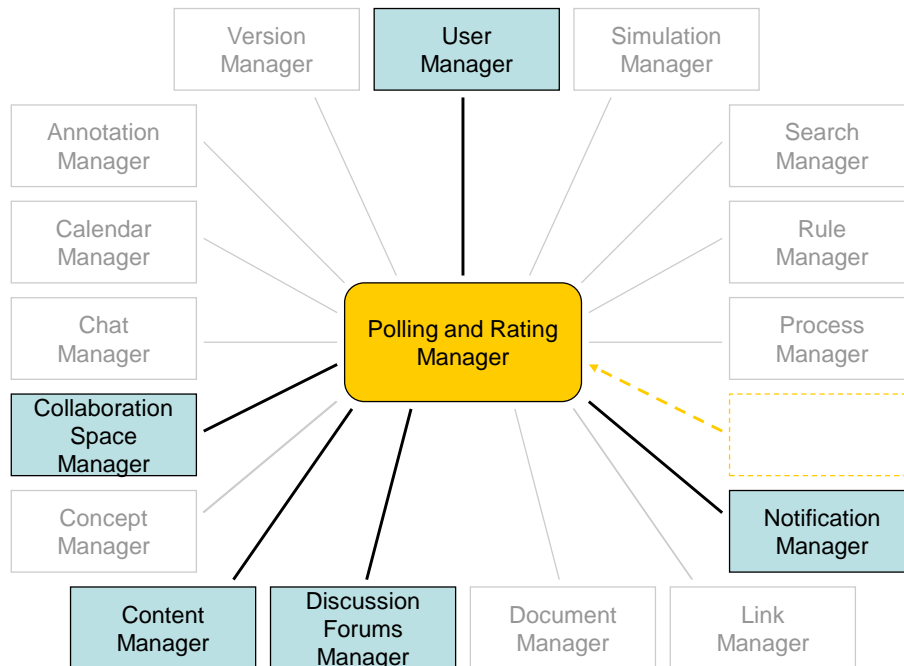 Version
Manager
User
Manager
Simulation
Manager
Annotation
Manager
Search
Manager
Calendar
Manager
Rule
Manager
Chat
Manager
Polling and Rating
Manager
Process
Manager
Collaboration
Space
Manager
Concept
Manager
Notification
Manager
Content
Manager
Discussion
Forums
Manager
Document
Manager
Link
Manager